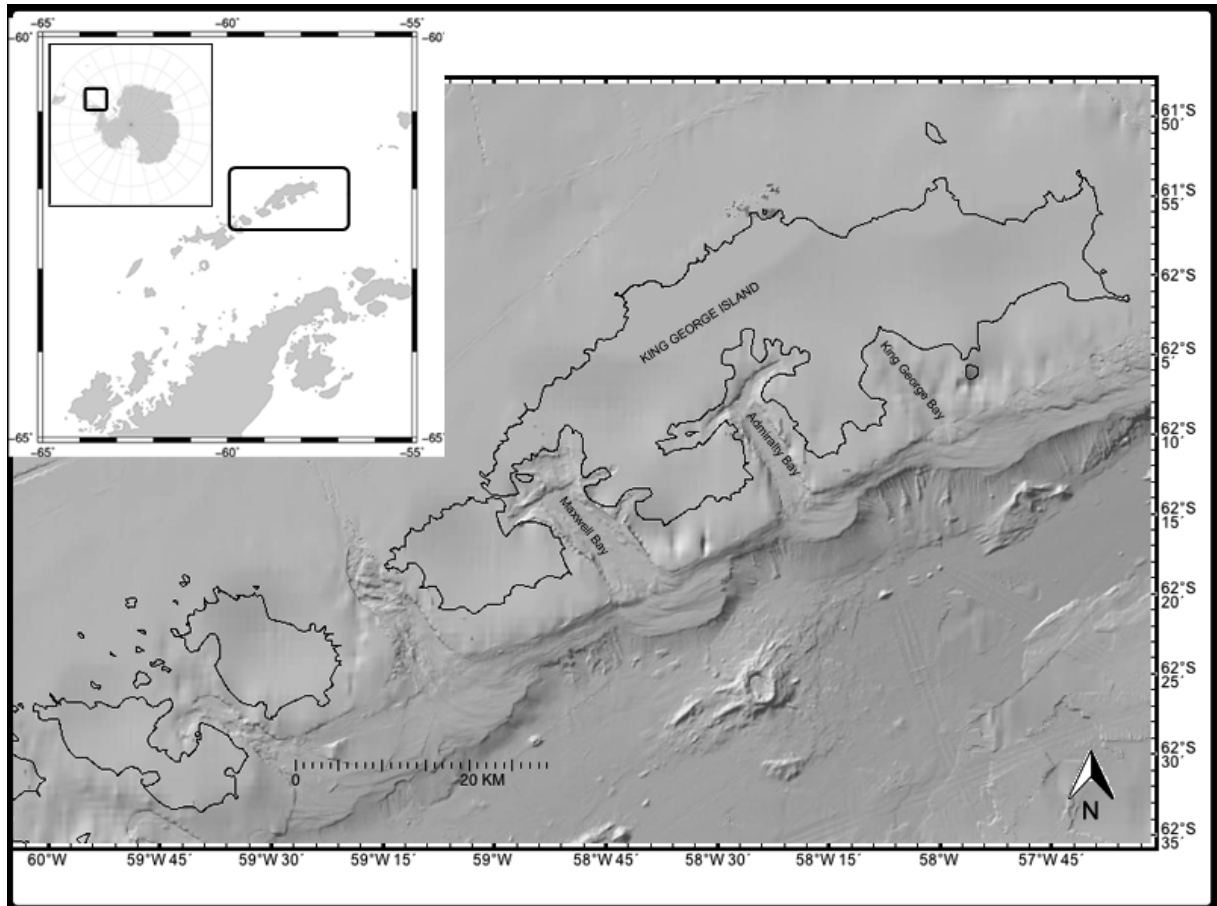 −65˚ −60˚ −55˚
−60˚ −60˚
−65˚ −65˚
−65˚ −60˚ −55˚
61°S
50´
61°S
55´
62°S
62°S
5´
62°S
10´
62°S
15´
62°S
20´
62°S
25´
62°S
30´
62°S
35´
KING GEORGE ISLAND
King George Bay
Admiralty Bay
Maxwell Bay
0 20 KM
N
60°W 59°W 45´ 59°W 30´ 59°W 15´ 59°W 58°W 45´ 58°W 30´ 58°W 15´ 58°W 57°W 45´